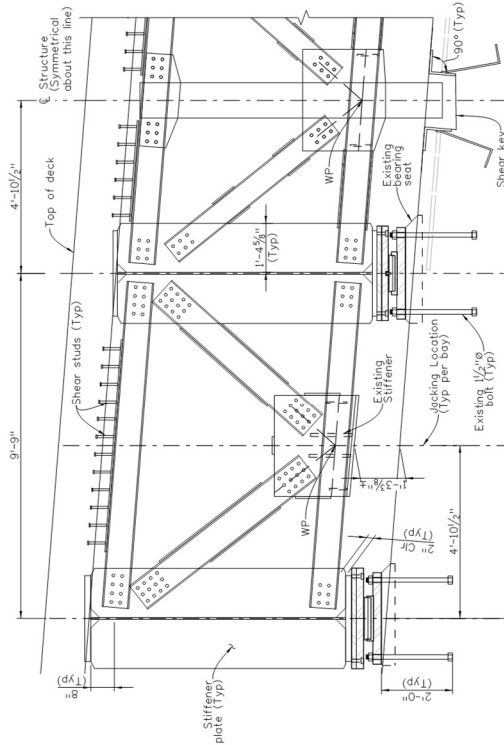 ℄ Structure
(Symmetrical
about this line)
4'-10½"
Top of deck
9'-9"
Shear studs (Typ)
8"
(Typ)
Stiffener
plate (Typ)
1'-4⅝"
(Typ)
WP
WP
90° (Typ)
Shear key
Existing
bearing
seat
Existing
Stiffener
2" Clr
(Typ)
1'-3⅜"±
4'-10½"
2'-0"
(Typ)
Jacking Location
(Typ per bay)
Existing 1½"ø
bolt (Typ)